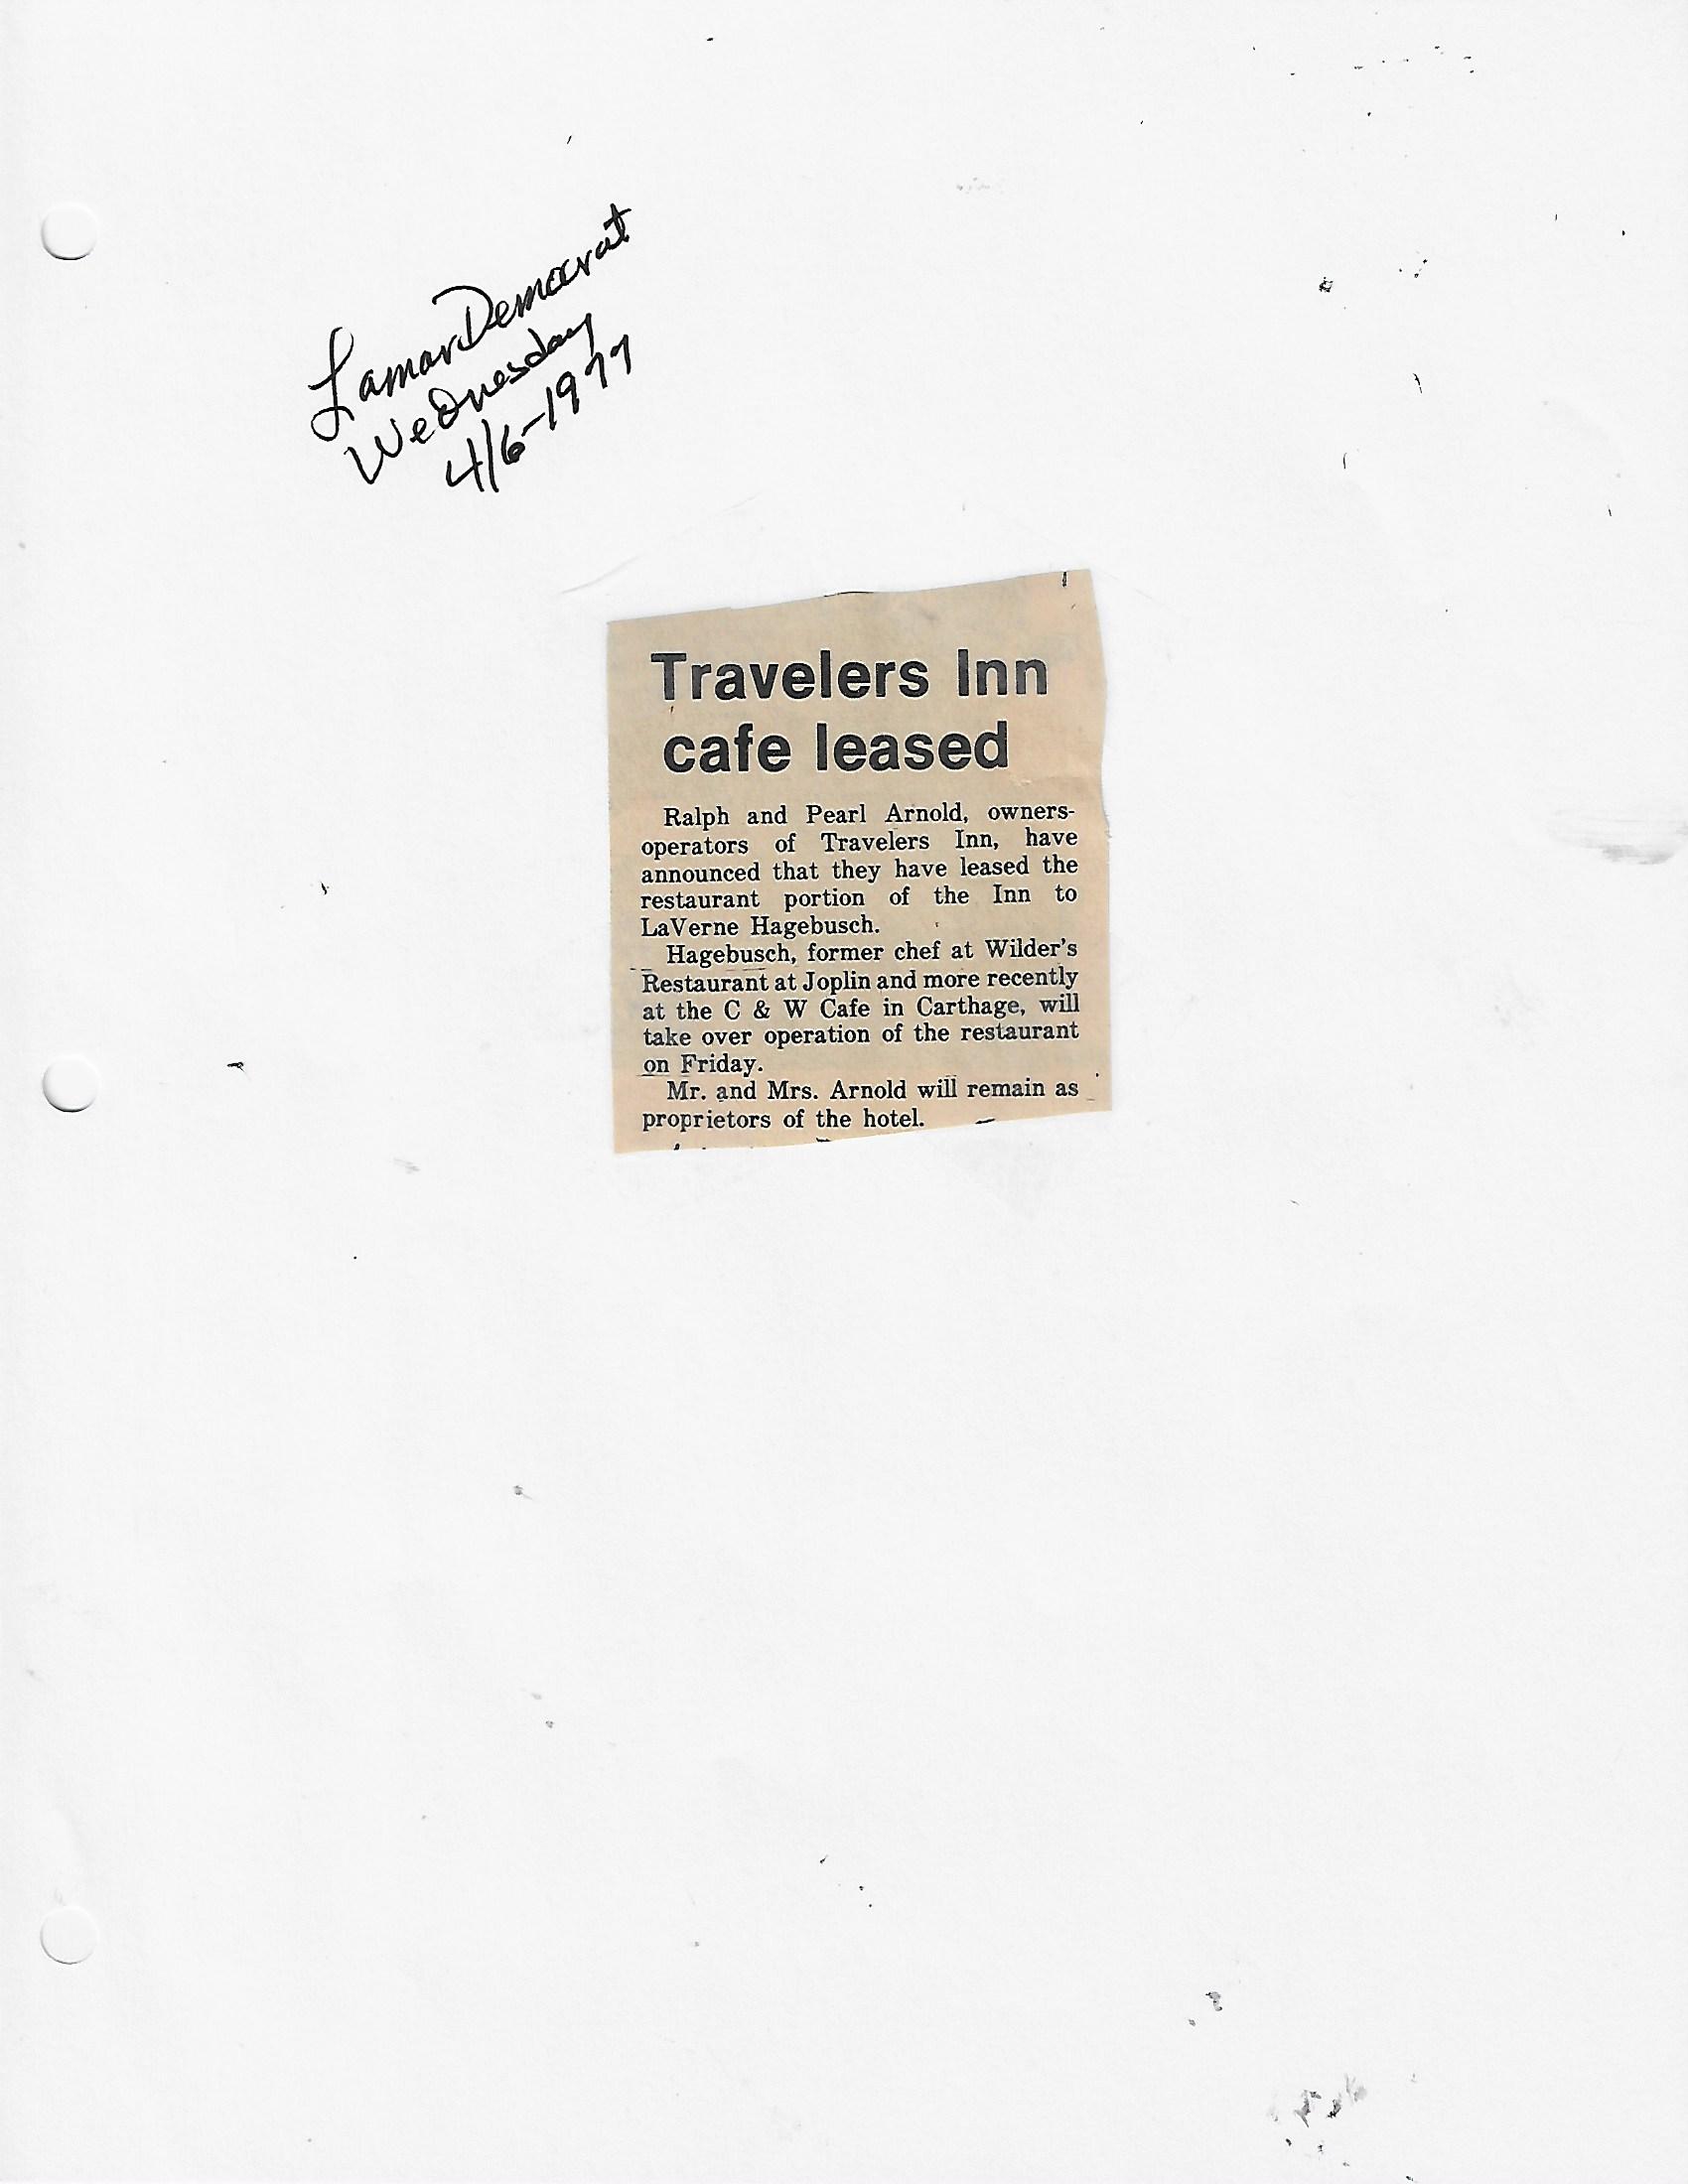 Lamar Democrat
Wednesday
4/6-1977
Travelers Inn
cafe leased
Ralph and Pearl Arnold, owners-
operators of Travelers Inn, have
announced that they have leased the
restaurant portion of the Inn to
LaVerne Hagebusch.
Hagebusch, former chef at Wilder's
Restaurant at Joplin and more recently
at the C & W Cafe in Carthage, will
take over operation of the restaurant
on Friday.
Mr. and Mrs. Arnold will remain as
proprietors of the hotel.